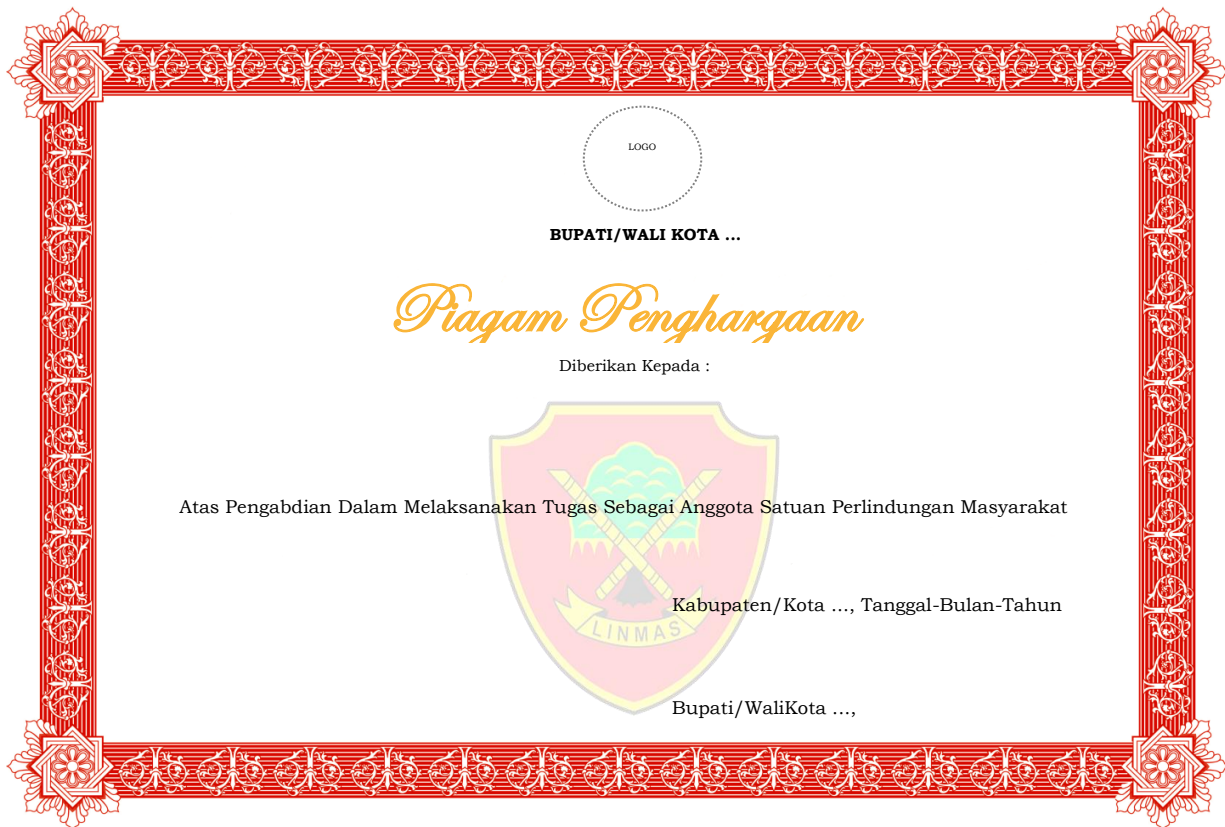 LOGO
BUPATI/WALI KOTA ...
Piagam Penghargaan
Diberikan Kepada :
Atas Pengabdian Dalam Melaksanakan Tugas Sebagai Anggota Satuan Perlindungan Masyarakat
Kabupaten/Kota ..., Tanggal-Bulan-Tahun
LINMAS
Bupati/WaliKota ...,